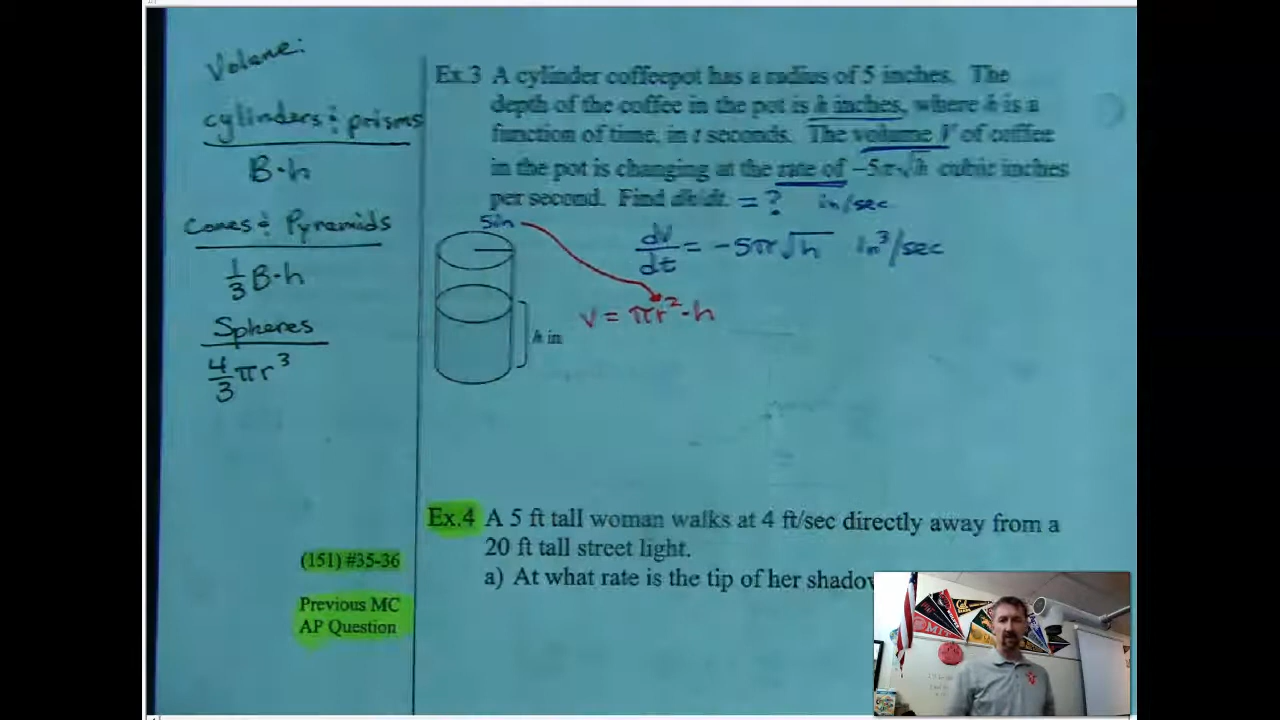 Volume:
cylinders & prisms
B·h
Cones & Pyramids
1/3 B·h
Spheres
4/3 πr³
(151) #35-36
Previous MC
AP Question
Ex.3 A cylinder coffeepot has a radius of 5 inches. The
depth of the coffee in the pot is h inches, where h is a
function of time, in t seconds. The volume V of coffee
in the pot is changing at the rate of -5π√h cubic inches
per second. Find dh/dt. = ? in/sec
5in
dV/dt = -5π√h in³/sec
V = πr²·h
h in
Ex.4 A 5 ft tall woman walks at 4 ft/sec directly away from a
20 ft tall street light.
a) At what rate is the tip of her shadow
MIT
Cal